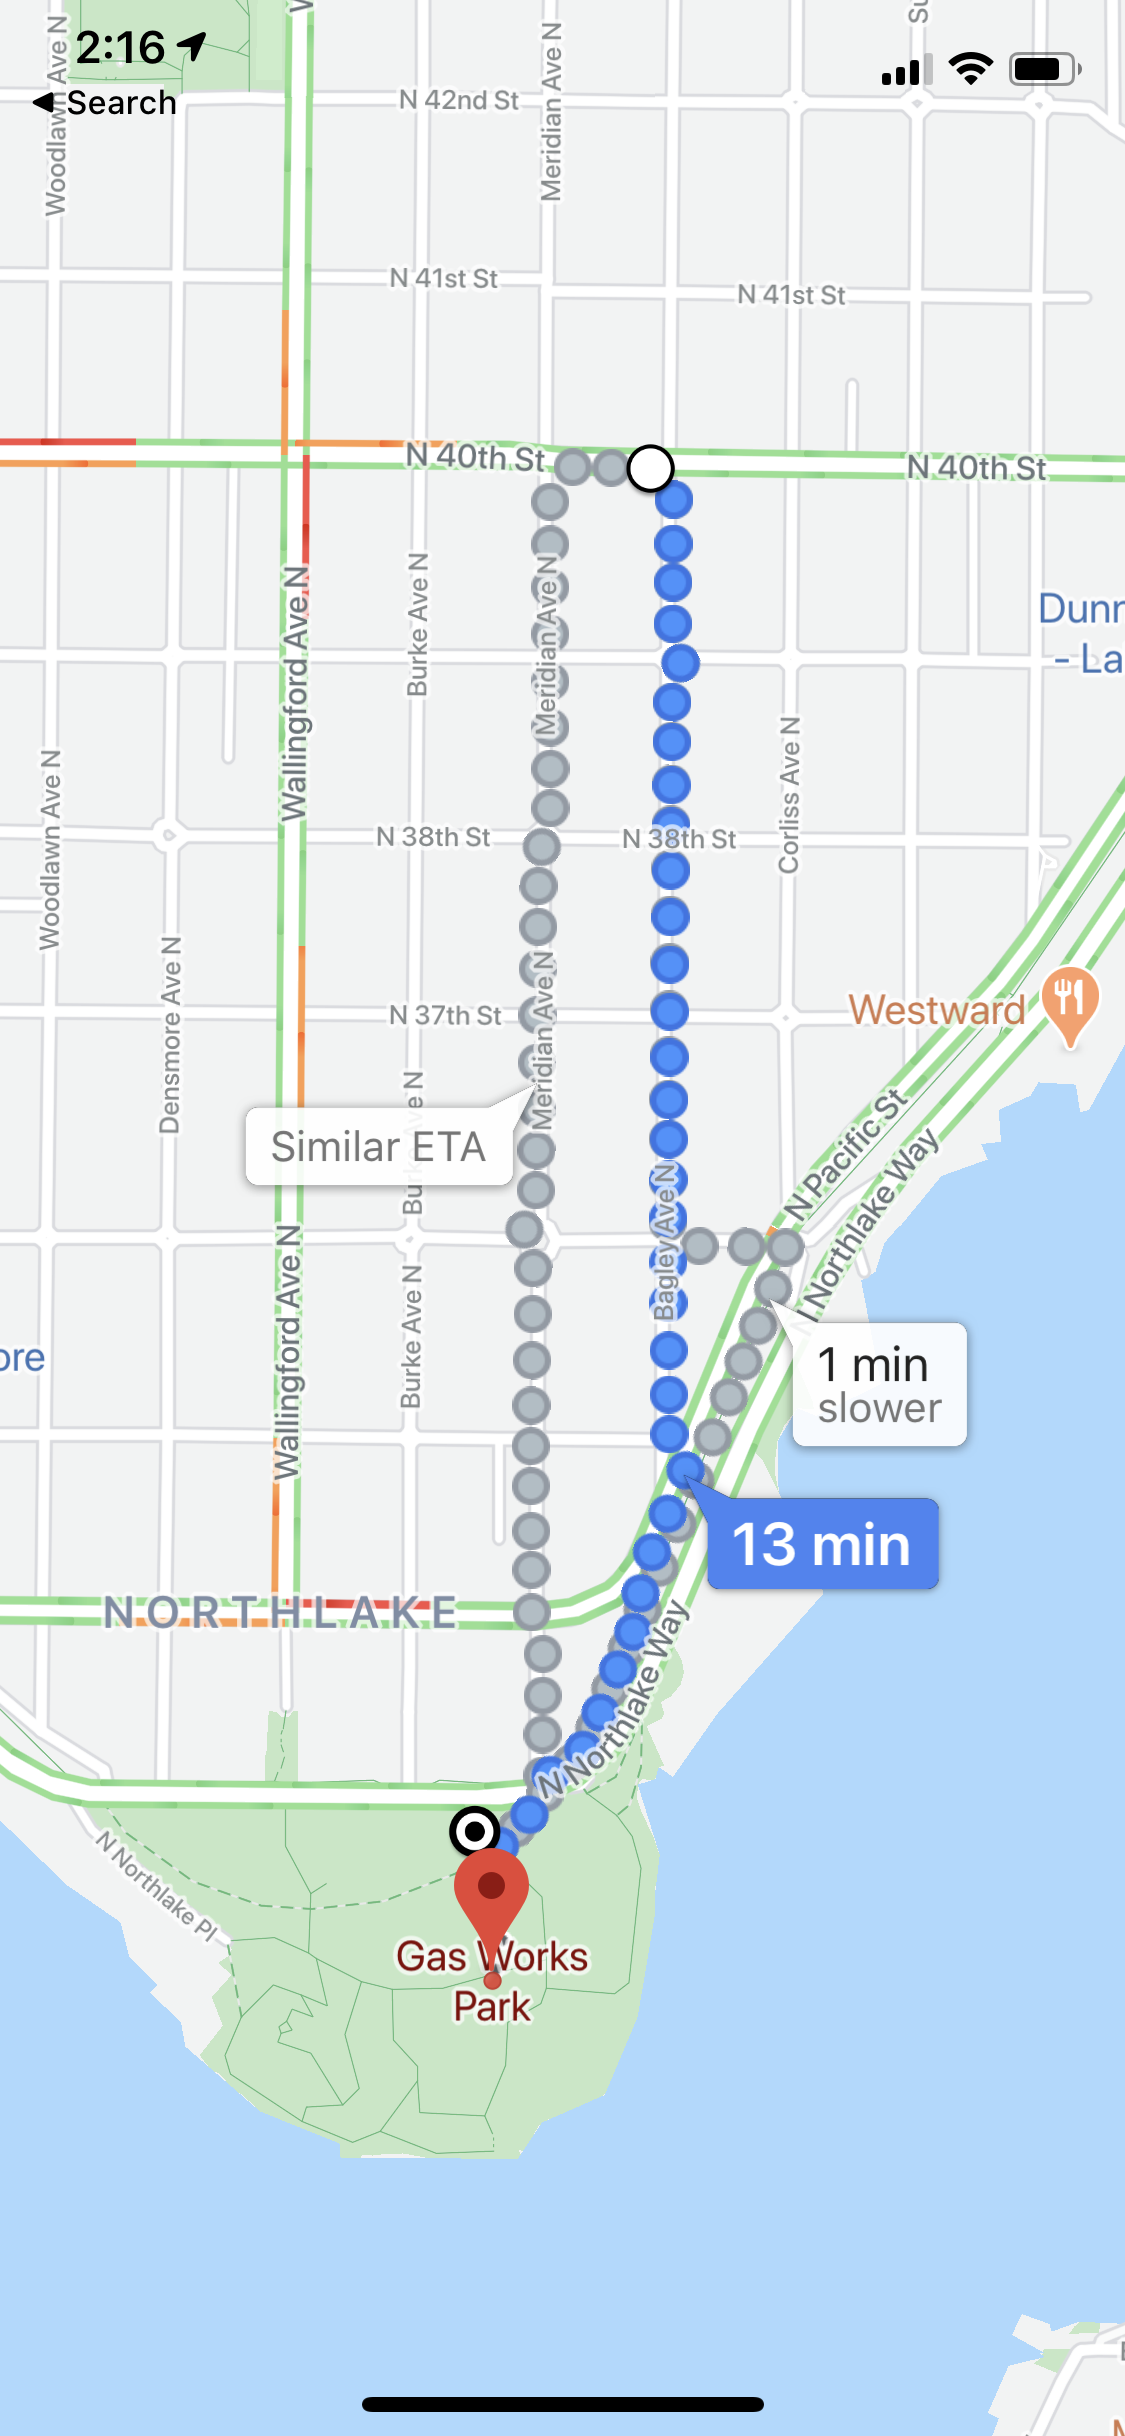 2:16
Search
Woodlawn Ave N
N 42nd St
Meridian Ave N
N 41st St
N 41st St
N 40th St
N 40th St
Wallingford Ave N
Burke Ave N
Meridian Ave N
Dunn
- La
Woodlawn Ave N
N 38th St
N 38th St
Corliss Ave N
Densmore Ave N
N 37th St
Meridian Ave N
Westward
Similar ETA
Burke Ave N
N Pacific St
N Northlake Way
Bagley Ave N
Wallingford Ave N
Burke Ave N
ore
1 min
slower
13 min
NORTHLAKE
N Northlake Way
N Northlake Pl
Gas Works
Park